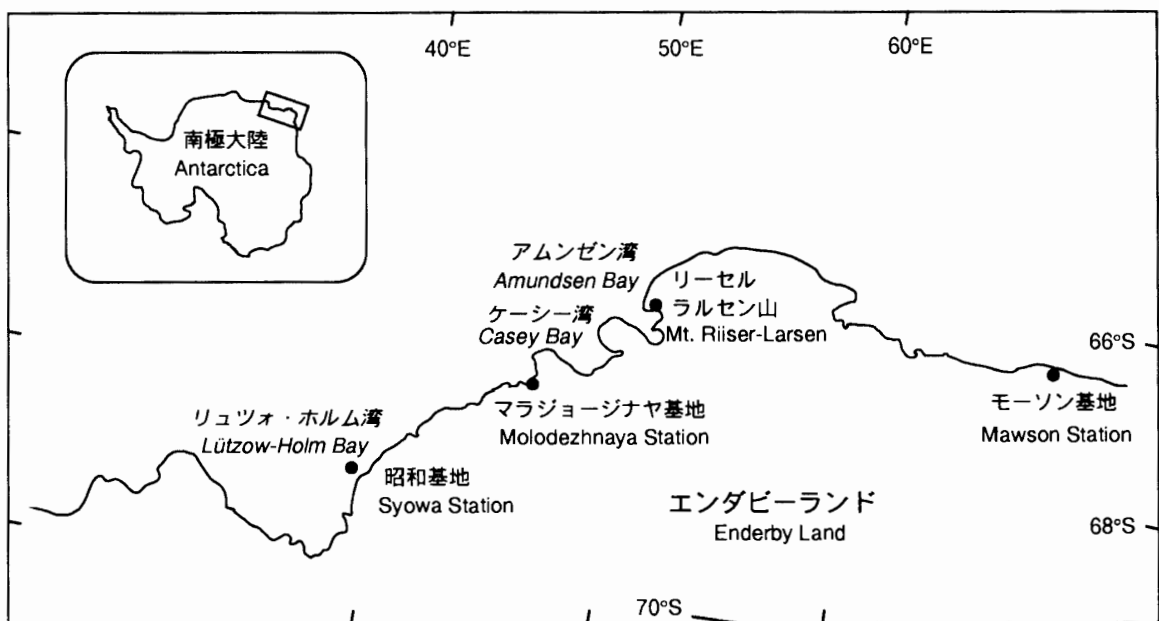 40°E
50°E
60°E
南極大陸
Antarctica
アムンゼン湾
Amundsen Bay
リーセル
ラルセン山
Mt. Riiser-Larsen
ケーシー湾
Casey Bay
66°S
マラジョージナヤ基地
Molodezhnaya Station
モーソン基地
Mawson Station
リュツォ・ホルム湾
Lützow-Holm Bay
昭和基地
Syowa Station
エンダビーランド
Enderby Land
68°S
70°S